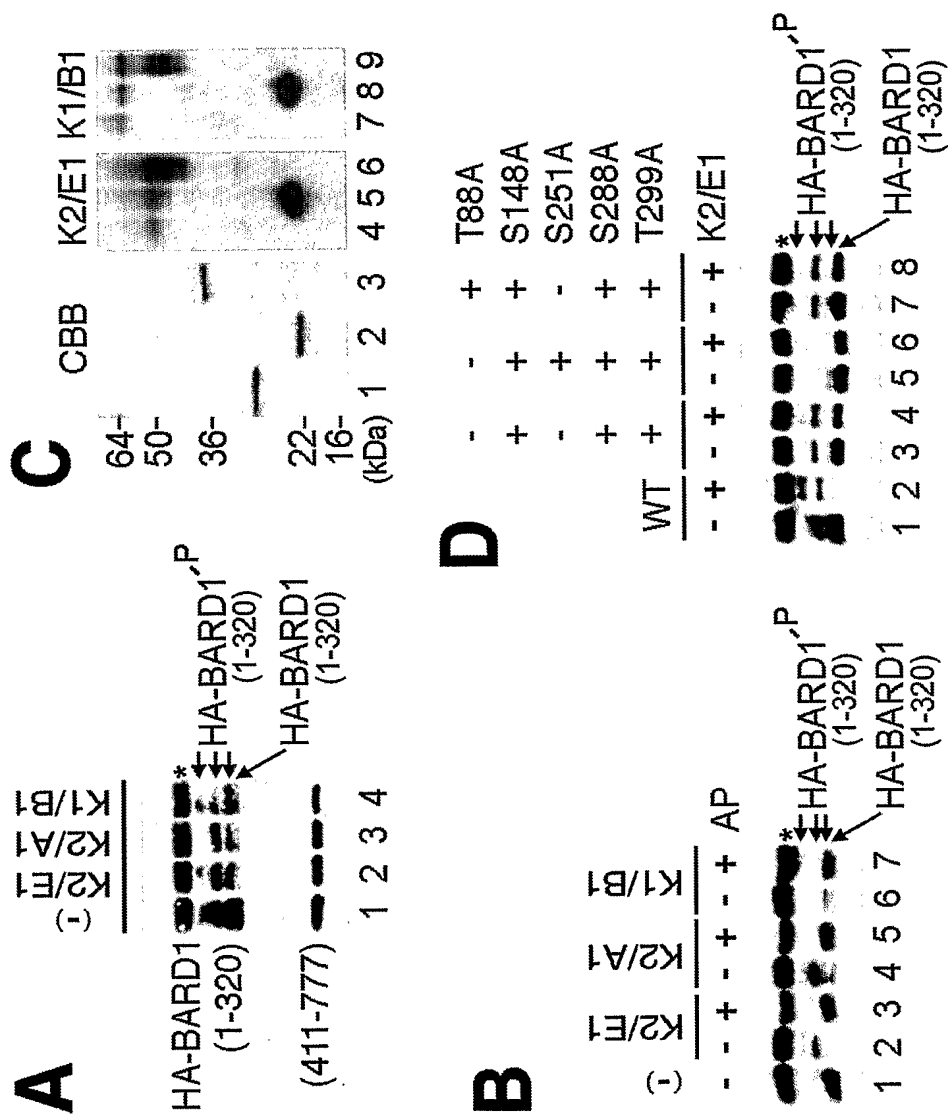 A
(-) K2/E1 K2/A1 K1/B1
HA-BARD1
(1-320)
*
HA-BARD1-P
(1-320)
HA-BARD1
(1-320)
(411-777)
1 2 3 4
B
(-) K2/E1 K2/A1 K1/B1
- - + - + - + AP
*
HA-BARD1-P
(1-320)
HA-BARD1
(1-320)
1 2 3 4 5 6 7
C
CBB K2/E1 K1/B1
64-
50-
36-
22-
16-
(kDa)
1 2 3 4 5 6 7 8 9
D
- - + T88A
+ + + S148A
- + - S251A
+ + + S288A
WT + + + T299A
- + - + - + - + K2/E1
*
HA-BARD1-P
(1-320)
HA-BARD1
(1-320)
1 2 3 4 5 6 7 8